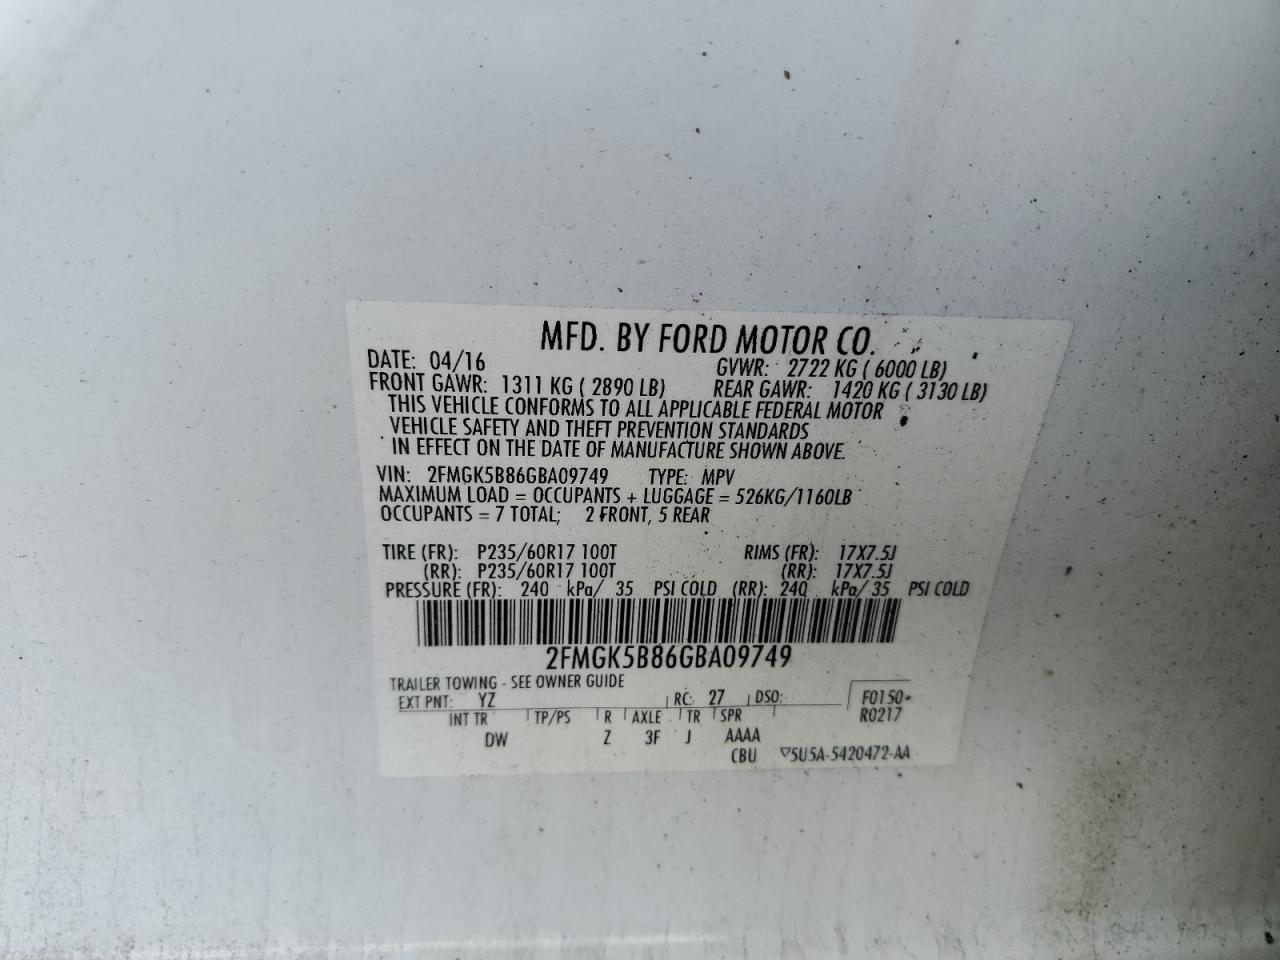 MFD. BY FORD MOTOR CO.
DATE: 04/16 GVWR: 2722 KG ( 6000 LB)
FRONT GAWR: 1311 KG ( 2890 LB) REAR GAWR: 1420 KG ( 3130 LB)
THIS VEHICLE CONFORMS TO ALL APPLICABLE FEDERAL MOTOR
VEHICLE SAFETY AND THEFT PREVENTION STANDARDS
IN EFFECT ON THE DATE OF MANUFACTURE SHOWN ABOVE.
VIN: 2FMGK5B86GBA09749 TYPE: MPV
MAXIMUM LOAD = OCCUPANTS + LUGGAGE = 526KG/1160LB
OCCUPANTS = 7 TOTAL; 2 FRONT, 5 REAR
TIRE (FR): P235/60R17 100T RIMS (FR): 17X7.5J
(RR): P235/60R17 100T (RR): 17X7.5J
PRESSURE (FR): 240 kPa/ 35 PSI COLD (RR): 240 kPa/ 35 PSI COLD
2FMGK5B86GBA09749
TRAILER TOWING - SEE OWNER GUIDE
EXT PNT: YZ RC: 27 DSO: F0150-
INT TR TP/PS R AXLE TR SPR R0217
DW Z 3F J AAAA
CBU ▽5U5A-5420472-AA